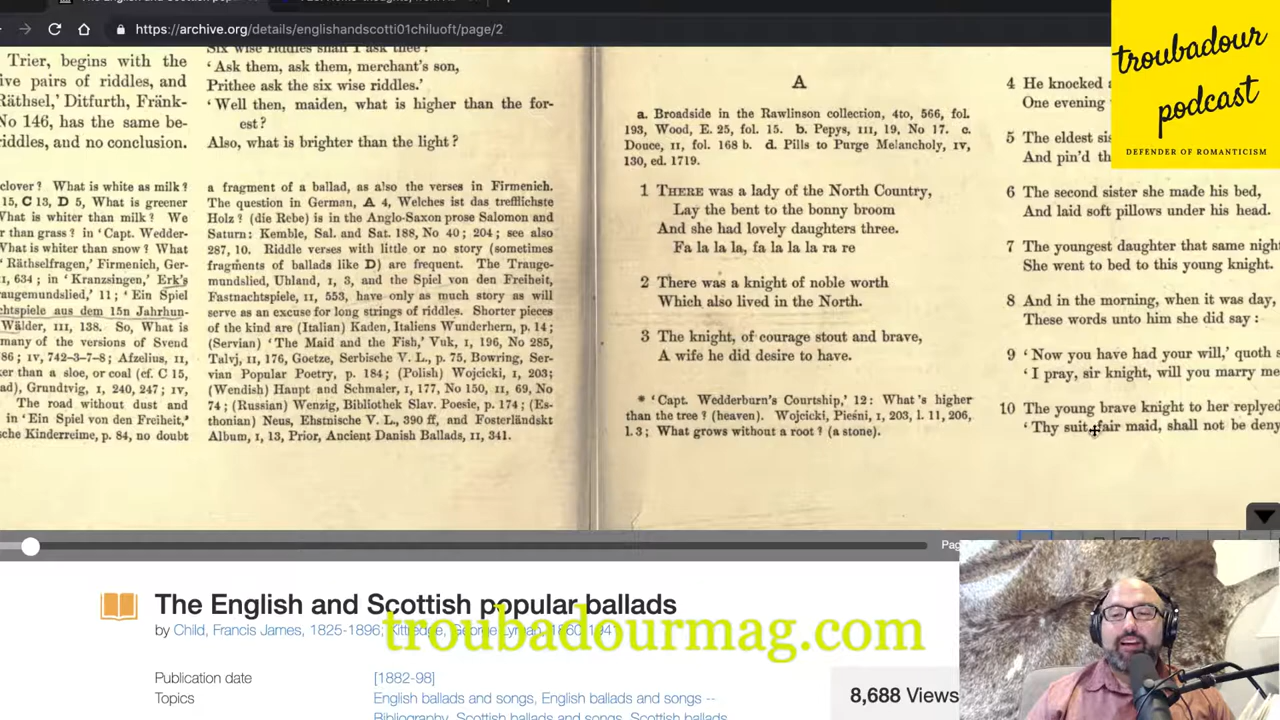 https://archive.org/details/englishandscotti01chiluoft/page/2
troubadour
podcast
DEFENDER OF ROMANTICISM
Trier, begins with the
ive pairs of riddles, and
Räthsel,' Ditfurth, Fränk-
No 146, has the same be-
riddles, and no conclusion.
Six wise riddles shall I ask thee?'
'Ask them, ask them, merchant's son,
Prithee ask the six wise riddles.'
'Well then, maiden, what is higher than the for-
est?
Also, what is brighter than the light?
clover? What is white as milk?
15, C 13, D 5, What is greener
What is whiter than milk? We
r than grass? in 'Capt. Wedder-
What is whiter than snow? What
'Räthselfragen,' Firmenich, Ger-
I, 634; in 'Kranzsingen,' Erk's
raugemundslied,' 11; 'Ein Spiel
chtspiele aus dem 15n Jahrhun-
Wälder, III, 138. So, What is
many of the versions of Svend
86; IV, 742-3-7-8; Afzelius, II,
ker than a sloe, or coal (cf. C 15,
ad), Grundtvig, I, 240, 247; IV,
The road without dust and
in 'Ein Spiel von den Freiheit,'
sche Kinderreime, p. 84, no doubt
a fragment of a ballad, as also the verses in Firmenich.
The question in German, A 4, Welches ist das trefflichste
Holz? (die Rebe) is in the Anglo-Saxon prose Salomon and
Saturn: Kemble, Sal. and Sat. 188, No 40; 204; see also
287, 10. Riddle verses with little or no story (sometimes
fragments of ballads like D) are frequent. The Trauge-
mundslied, Uhland, I, 3, and the Spiel von den Freiheit,
Fastnachtspiele, II, 553, have only as much story as will
serve as an excuse for long strings of riddles. Shorter pieces
of the kind are (Italian) Kaden, Italiens Wunderhern, p. 14;
(Servian) 'The Maid and the Fish,' Vuk, I, 196, No 285,
Talvj, II, 176, Goetze, Serbische V. L., p. 75, Bowring, Ser-
vian Popular Poetry, p. 184; (Polish) Wojcicki, I, 203;
(Wendish) Haupt and Schmaler, I, 177, No 150, II, 69, No
74; (Russian) Wenzig, Bibliothek Slav. Poesie, p. 174; (Es-
thonian) Neus, Ehstnische V. L., 390 ff, and Fosterländskt
Album, I, 13, Prior, Ancient Danish Ballads, II, 341.
A
a. Broadside in the Rawlinson collection, 4to, 566, fol.
193, Wood, E. 25, fol. 15. b. Pepys, III, 19, No 17. c.
Douce, II, fol. 168 b. d. Pills to Purge Melancholy, IV,
130, ed. 1719.
1 THERE was a lady of the North Country,
Lay the bent to the bonny broom
And she had lovely daughters three.
Fa la la la, fa la la la ra re
2 There was a knight of noble worth
Which also lived in the North.
3 The knight, of courage stout and brave,
A wife he did desire to have.
* 'Capt. Wedderburn's Courtship,' 12: What's higher
than the tree? (heaven). Wojcicki, Pieśni, I, 203, l. 11, 206,
l. 3; What grows without a root? (a stone).
4 He knocked
One evening
5 The eldest
And pin'd
6 The second sister she made his bed,
And laid soft pillows under his head.
7 The youngest daughter that same nigh
She went to bed to this young knight.
8 And in the morning, when it was day,
These words unto him she did say:
9 'Now you have had your will,' quoth
'I pray, sir knight, will you marry me
10 The young brave knight to her replyed
'Thy suit, fair maid, shall not be deny
The English and Scottish popular ballads
by Child, Francis James, 1825-1896; Kittredge, George Lyman, 1860-1941
troubadourmag.com
Publication date [1882-98]
Topics English ballads and songs, English ballads and songs --
Bibliography, Scottish ballads and songs, Scottish ballads
8,688 Views